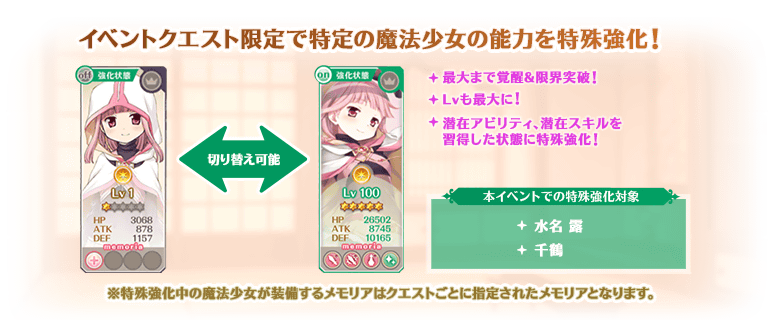 イベントクエスト限定で特定の魔法少女の能力を特殊強化!
off 強化状態
Lv 1
HP 3068
ATK 878
DEF 1157
memoria
切り替え可能
on 強化状態
Lv 100
HP 26502
ATK 8745
DEF 10165
memoria
+ 最大まで覚醒&限界突破!
+ Lvも最大に!
+ 潜在アビリティ、潜在スキルを
習得した状態に特殊強化!
本イベントでの特殊強化対象
+ 水名 露
+ 千鶴
※特殊強化中の魔法少女が装備するメモリアはクエストごとに指定されたメモリアとなります。